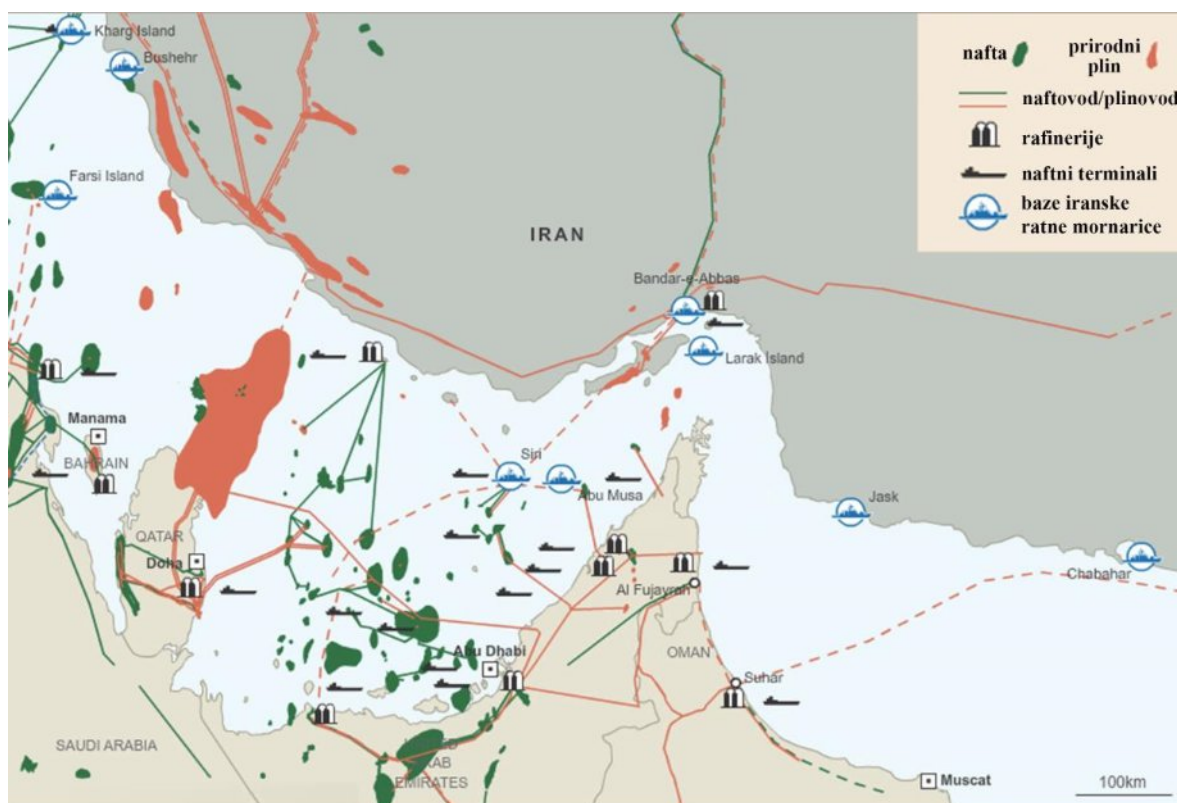 Kharg Island
Bushehr
nafta
prirodni
plin
naftovod/plinovod
rafinerije
naftni terminali
baze iranske
ratne mornarice
Farsi Island
IRAN
Bandar-e-Abbas
Larak Island
Manama
BAHRAIN
Siri
Abu Musa
Jask
QATAR
Doha
Chabahar
Al Fujayrah
Abu Dhabi
OMAN
Suhar
SAUDI ARABIA
UNITED
ARAB
EMIRATES
Muscat
100km